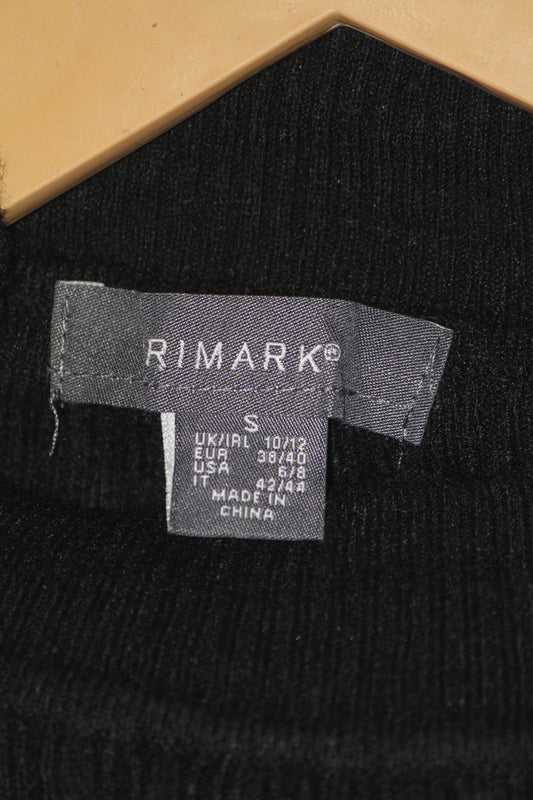 RIMARK®
S
UK/IRL 10/12
EUR 38/40
USA 6/8
IT 42/44
MADE IN
CHINA